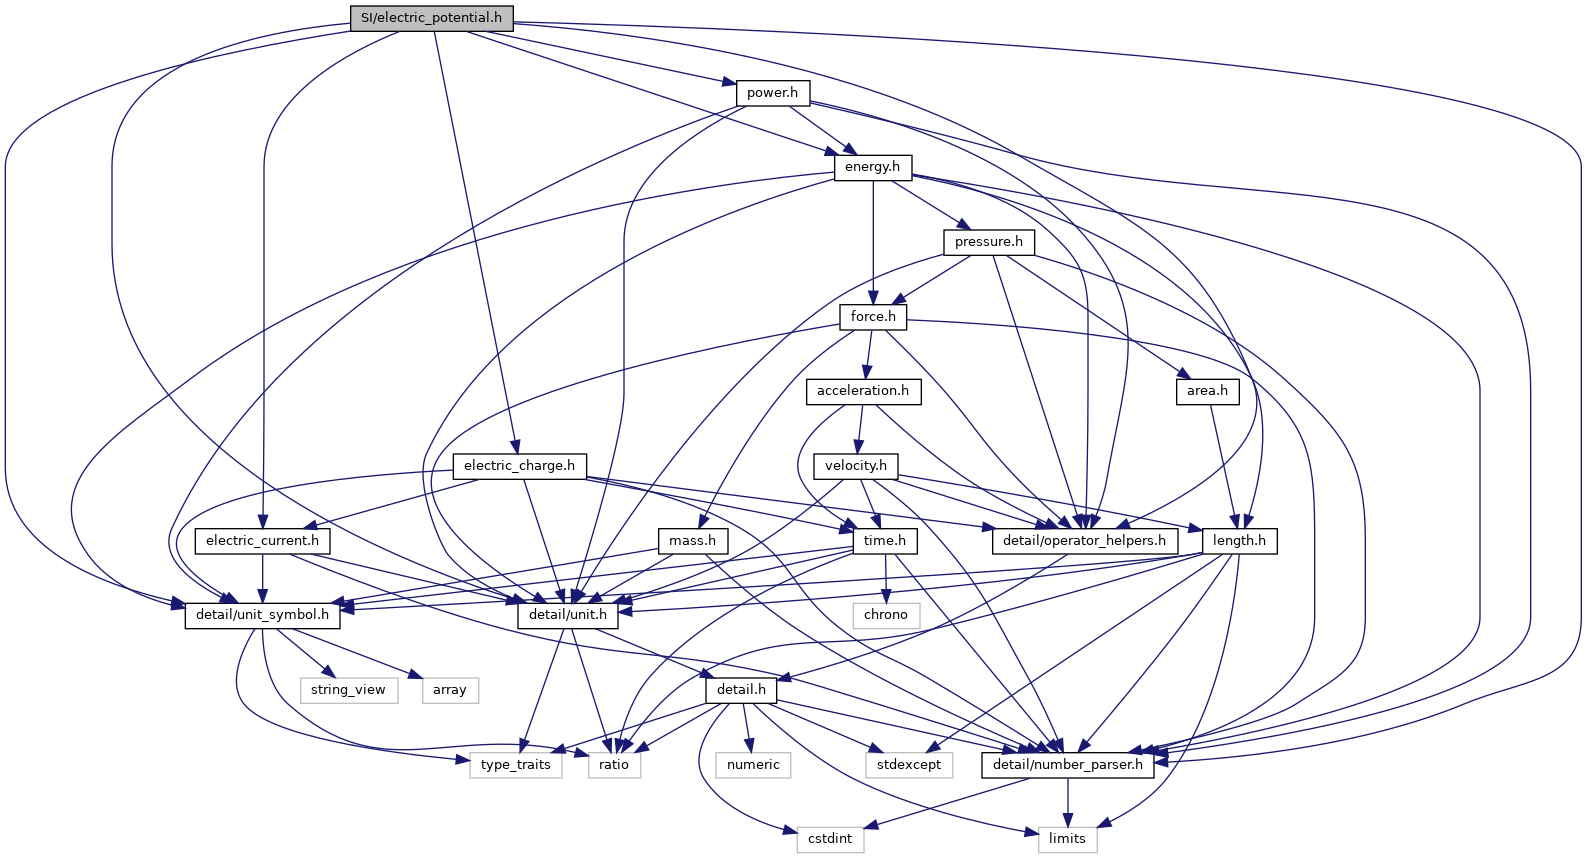 SI/electric_potential.h
power.h
energy.h
pressure.h
force.h
acceleration.h
area.h
electric_charge.h
velocity.h
electric_current.h
mass.h
time.h
detail/operator_helpers.h
length.h
detail/unit_symbol.h
detail/unit.h
chrono
string_view
array
detail.h
type_traits
ratio
numeric
stdexcept
detail/number_parser.h
cstdint
limits